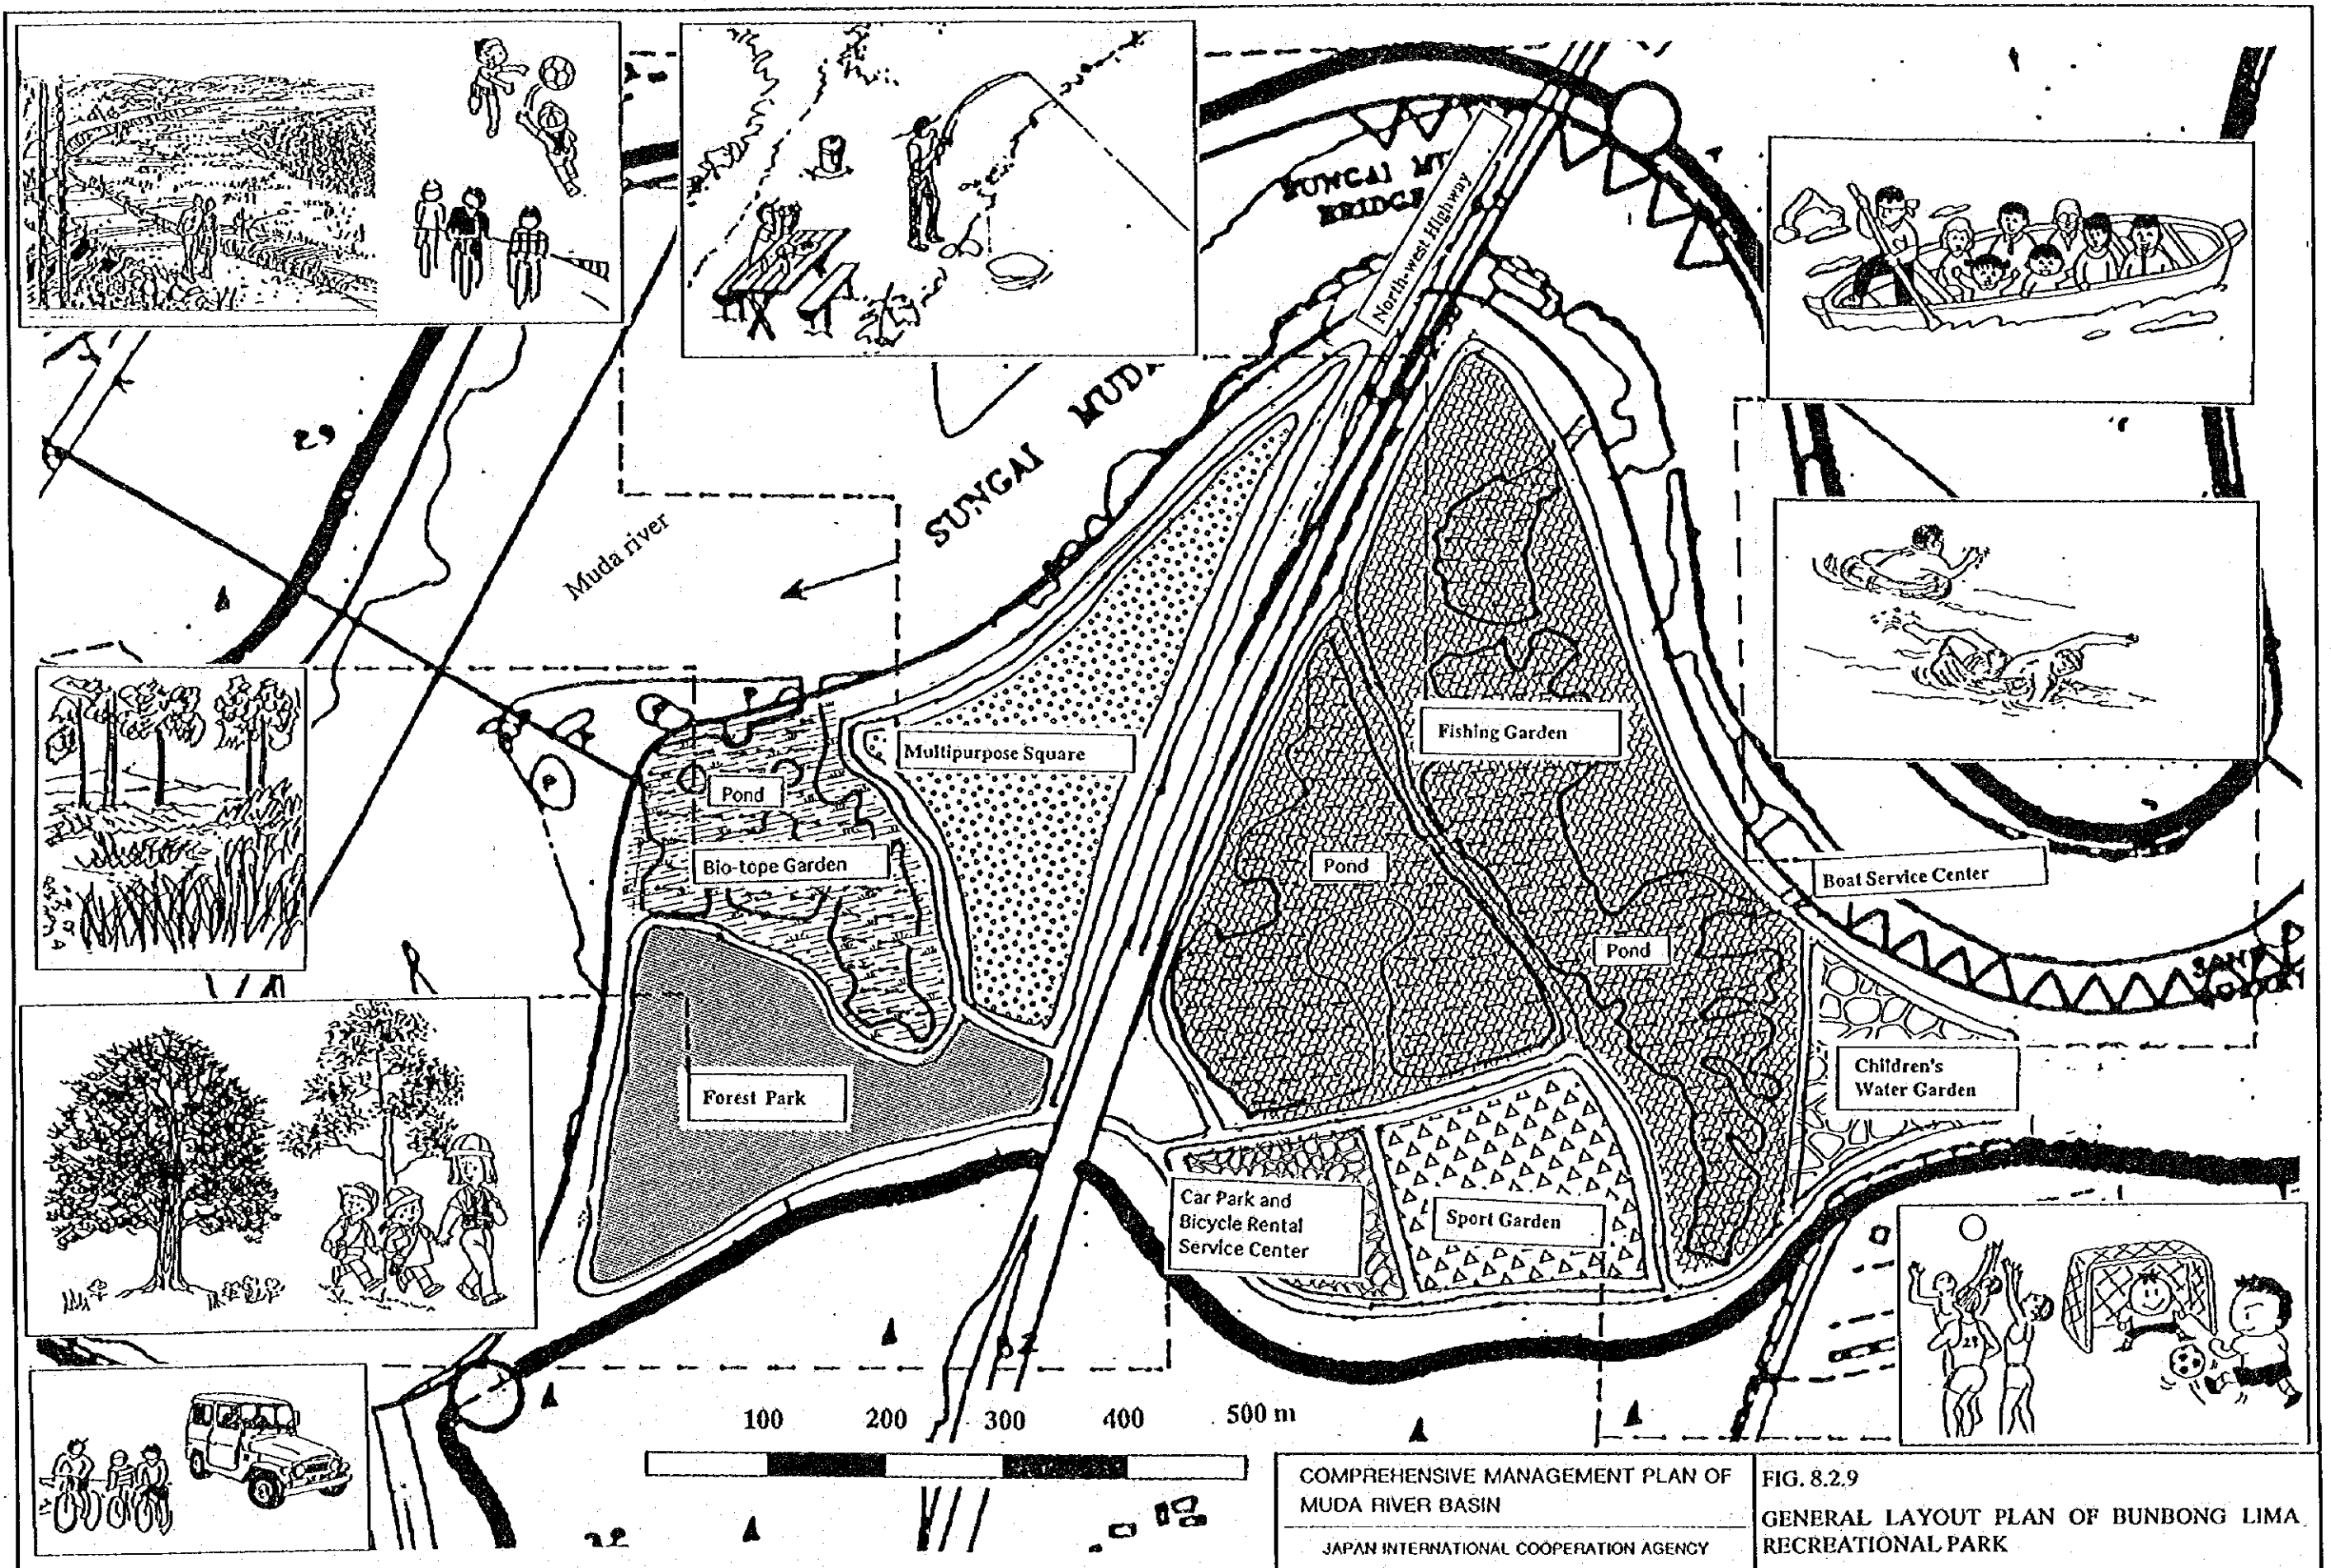 SUNGAI
BRIDGE
North-west Highway
SUNGAI MUD
Muda river
Multipurpose Square
Fishing Garden
Pond
Bio-tope Garden
Pond
Boat Service Center
Pond
Children's
Water Garden
Forest Park
Car Park and
Bicycle Rental
Service Center
Sport Garden
100 200 300 400 500 m
COMPREHENSIVE MANAGEMENT PLAN OF
MUDA RIVER BASIN
JAPAN INTERNATIONAL COOPERATION AGENCY
FIG. 8.2.9
GENERAL LAYOUT PLAN OF BUNBONG LIMA
RECREATIONAL PARK